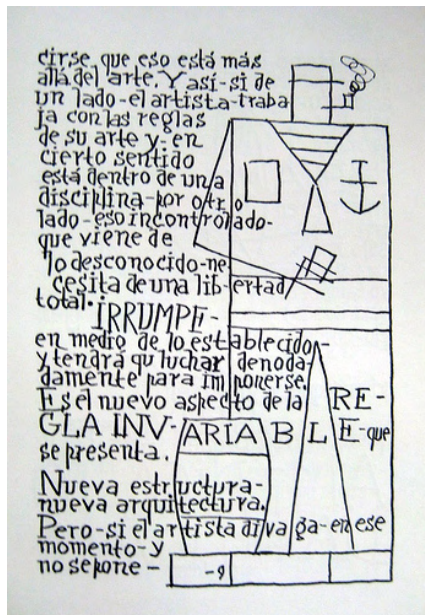 cirse que eso está más
allá del arte. Y así-si de
un lado-el artista-traba
ja con las reglas
de su arte y-en
cierto sentido
está dentro de una
disciplina-por otro
lado-eso incontrolado-
que viene de
lo desconocido-ne-
cesita de una libertad
total.
IRRUMPE-
en medro de lo establecido-
y tendrá qu luchar denoda-
damente para imponerse.
Es el nuevo aspecto de la RE-
GLA INV-ARIABLE-que
se presenta.
Nueva estructura-
nueva arquitectura.
Pero-si el artista divaga-en ese
momento-y
no se pone-
-9